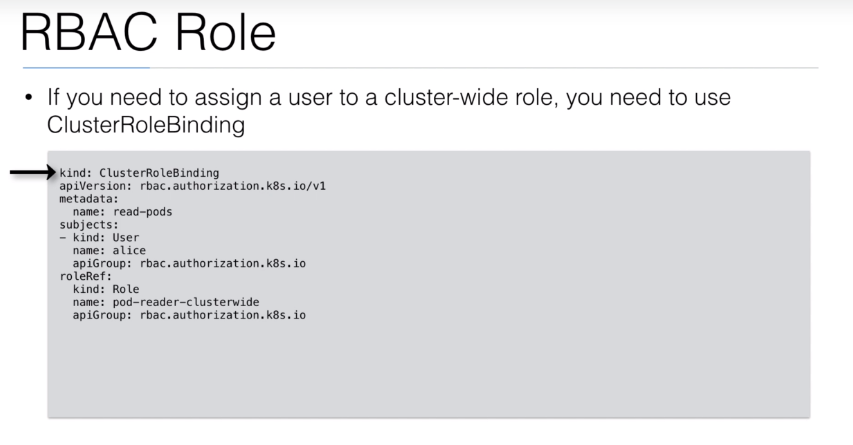 RBAC Role
• If you need to assign a user to a cluster-wide role, you need to use
ClusterRoleBinding
kind: ClusterRoleBinding
apiVersion: rbac.authorization.k8s.io/v1
metadata:
  name: read-pods
subjects:
- kind: User
  name: alice
  apiGroup: rbac.authorization.k8s.io
roleRef:
  kind: Role
  name: pod-reader-clusterwide
  apiGroup: rbac.authorization.k8s.io